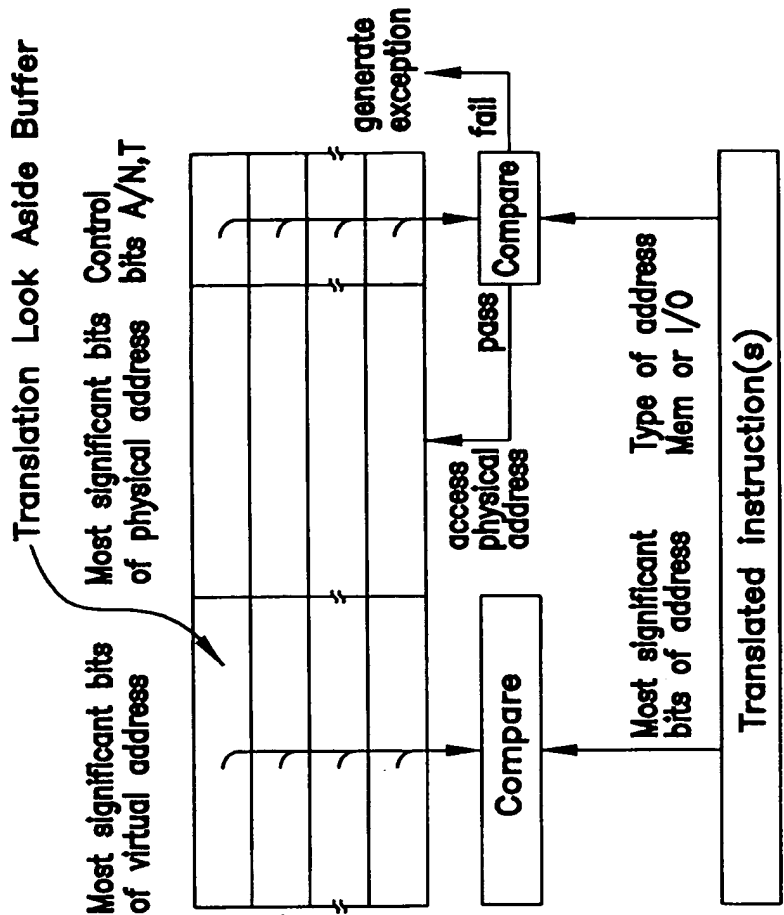 Translation Look Aside Buffer
Most significant bits
of virtual address
Most significant bits
of physical address
Control
bits A/N,T
generate
exception
access
physical
address
pass
fail
Compare
Compare
Most significant
bits of address
Type of address
Mem or I/O
Translated instruction(s)